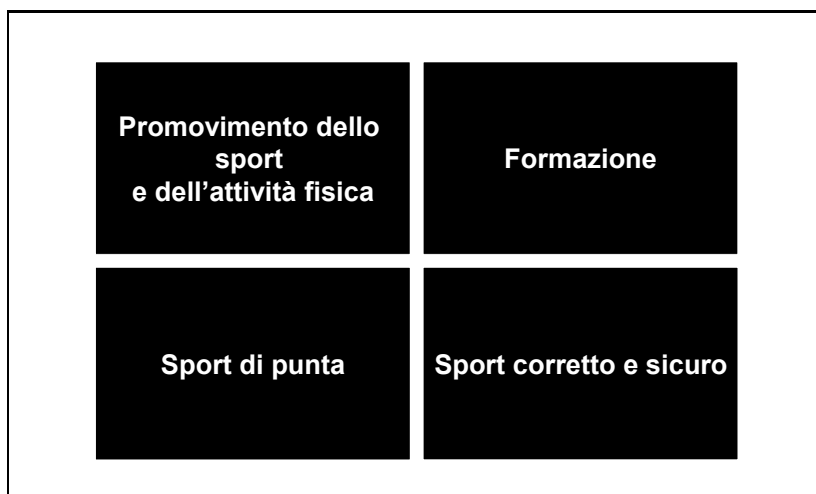 Promovimento dello
sport
e dell’attività fisica
Formazione
Sport di punta
Sport corretto e sicuro